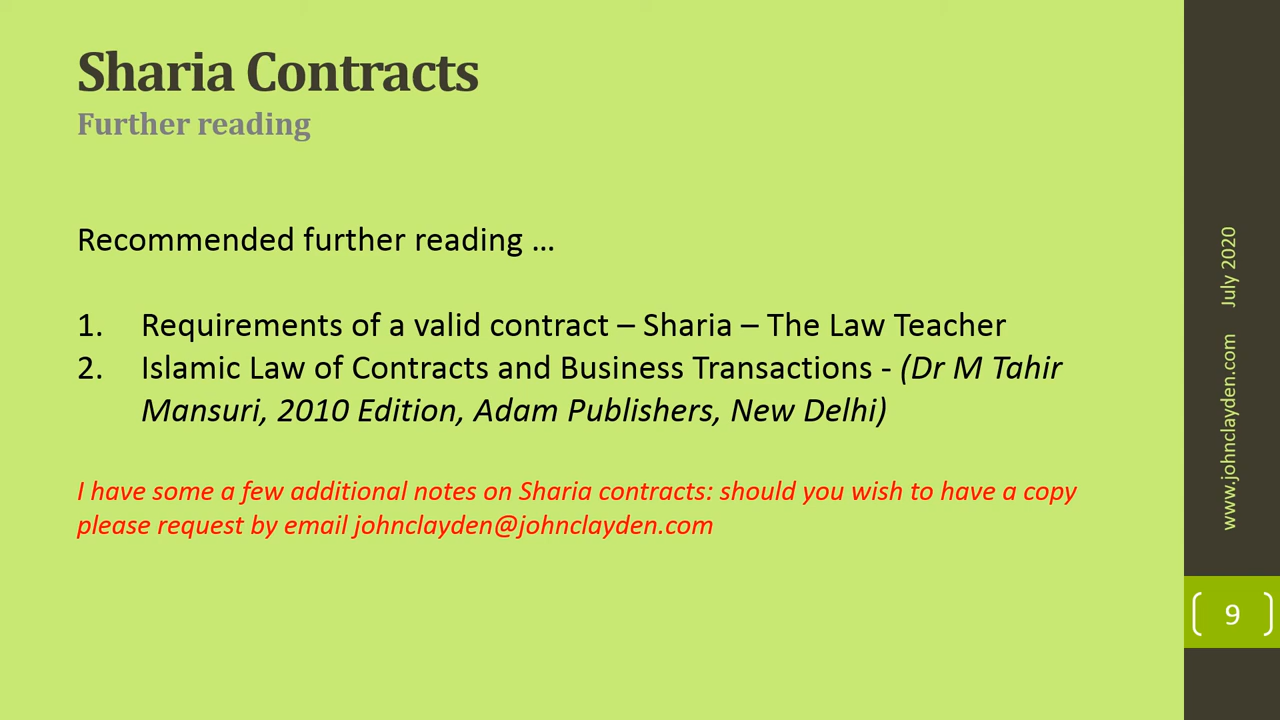 Sharia Contracts
Further reading
Recommended further reading ...
1. Requirements of a valid contract – Sharia – The Law Teacher
2. Islamic Law of Contracts and Business Transactions - (Dr M Tahir
Mansuri, 2010 Edition, Adam Publishers, New Delhi)
I have some a few additional notes on Sharia contracts: should you wish to have a copy
please request by email johnclayden@johnclayden.com
www.johnclayden.com July 2020
9